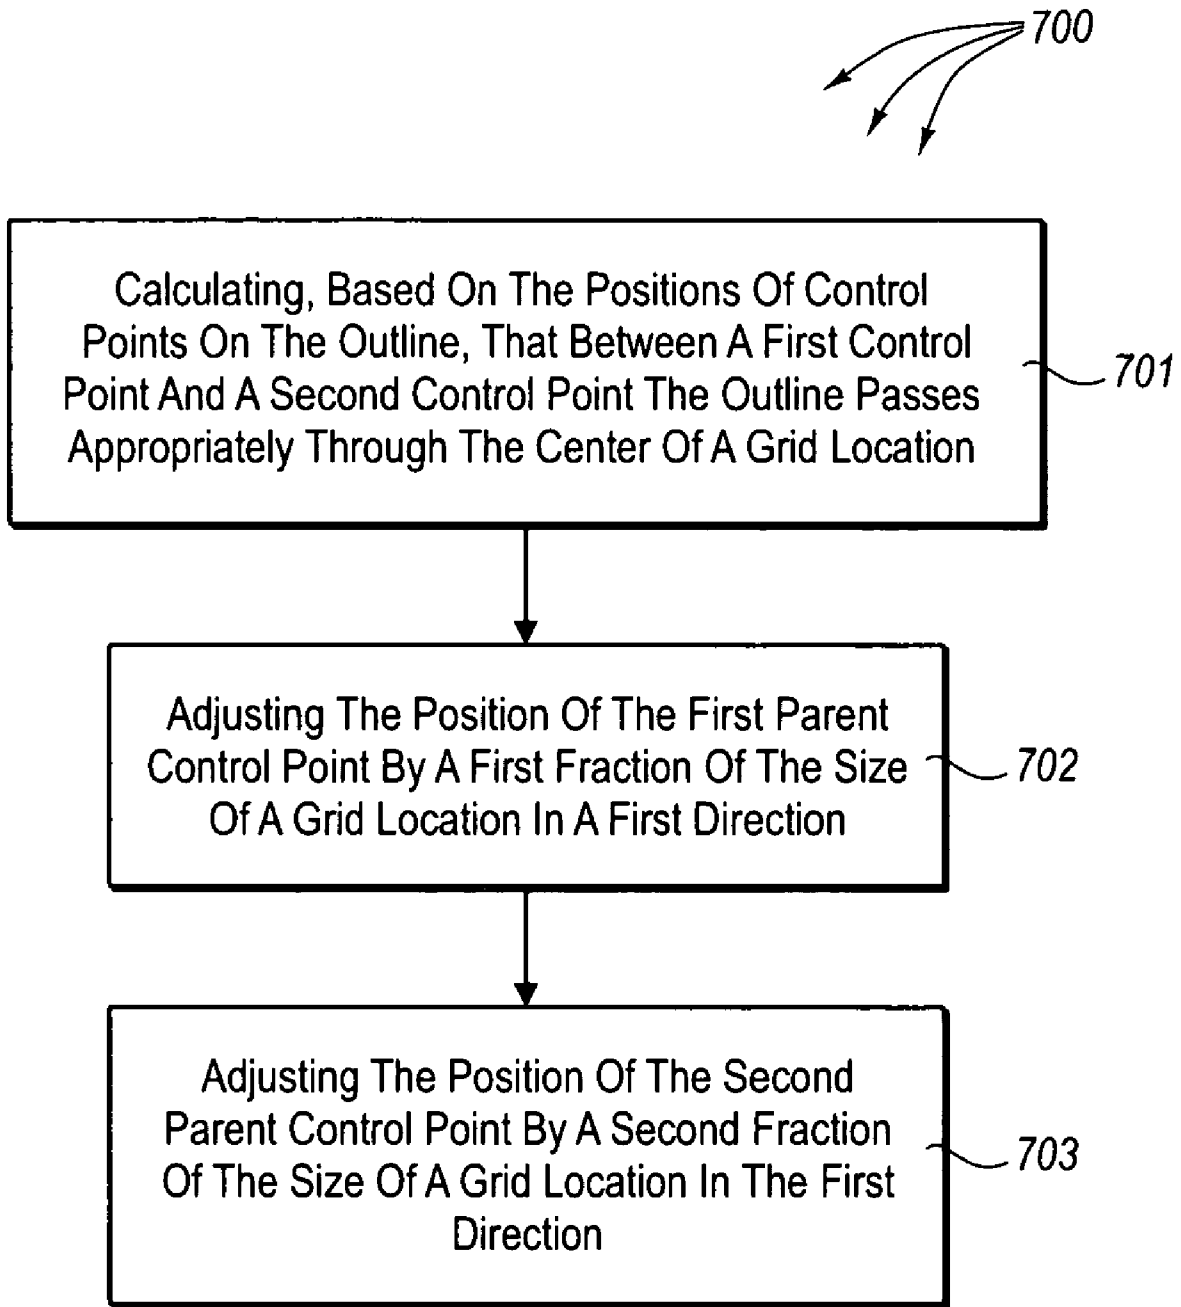 700
Calculating, Based On The Positions Of Control
Points On The Outline, That Between A First Control
Point And A Second Control Point The Outline Passes
Appropriately Through The Center Of A Grid Location
701
Adjusting The Position Of The First Parent
Control Point By A First Fraction Of The Size
Of A Grid Location In A First Direction
702
Adjusting The Position Of The Second
Parent Control Point By A Second Fraction
Of The Size Of A Grid Location In The First
Direction
703